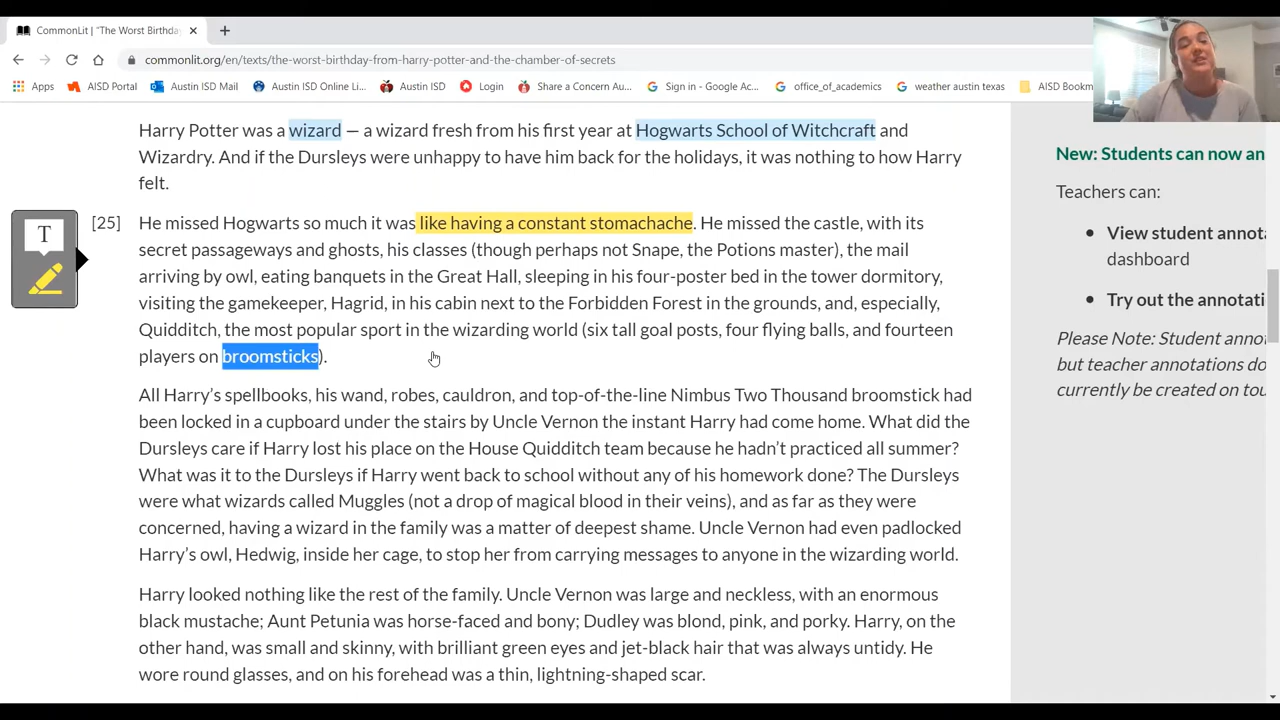 CommonLit | "The Worst Birthda
commonlit.org/en/texts/the-worst-birthday-from-harry-potter-and-the-chamber-of-secrets
Apps AISD Portal Austin ISD Mail Austin ISD Online Li... Austin ISD Login Share a Concern Au... Sign in - Google Ac... office_of_academics weather austin texas AISD Bookm
Harry Potter was a wizard — a wizard fresh from his first year at Hogwarts School of Witchcraft and
Wizardry. And if the Dursleys were unhappy to have him back for the holidays, it was nothing to how Harry
felt.
T
[25] He missed Hogwarts so much it was like having a constant stomachache. He missed the castle, with its
secret passageways and ghosts, his classes (though perhaps not Snape, the Potions master), the mail
arriving by owl, eating banquets in the Great Hall, sleeping in his four-poster bed in the tower dormitory,
visiting the gamekeeper, Hagrid, in his cabin next to the Forbidden Forest in the grounds, and, especially,
Quidditch, the most popular sport in the wizarding world (six tall goal posts, four flying balls, and fourteen
players on broomsticks).
All Harry's spellbooks, his wand, robes, cauldron, and top-of-the-line Nimbus Two Thousand broomstick had
been locked in a cupboard under the stairs by Uncle Vernon the instant Harry had come home. What did the
Dursleys care if Harry lost his place on the House Quidditch team because he hadn't practiced all summer?
What was it to the Dursleys if Harry went back to school without any of his homework done? The Dursleys
were what wizards called Muggles (not a drop of magical blood in their veins), and as far as they were
concerned, having a wizard in the family was a matter of deepest shame. Uncle Vernon had even padlocked
Harry's owl, Hedwig, inside her cage, to stop her from carrying messages to anyone in the wizarding world.
Harry looked nothing like the rest of the family. Uncle Vernon was large and neckless, with an enormous
black mustache; Aunt Petunia was horse-faced and bony; Dudley was blond, pink, and porky. Harry, on the
other hand, was small and skinny, with brilliant green eyes and jet-black hair that was always untidy. He
wore round glasses, and on his forehead was a thin, lightning-shaped scar.
New: Students can now an
Teachers can:
View student annota
dashboard
Try out the annotati
Please Note: Student annot
but teacher annotations do
currently be created on tou